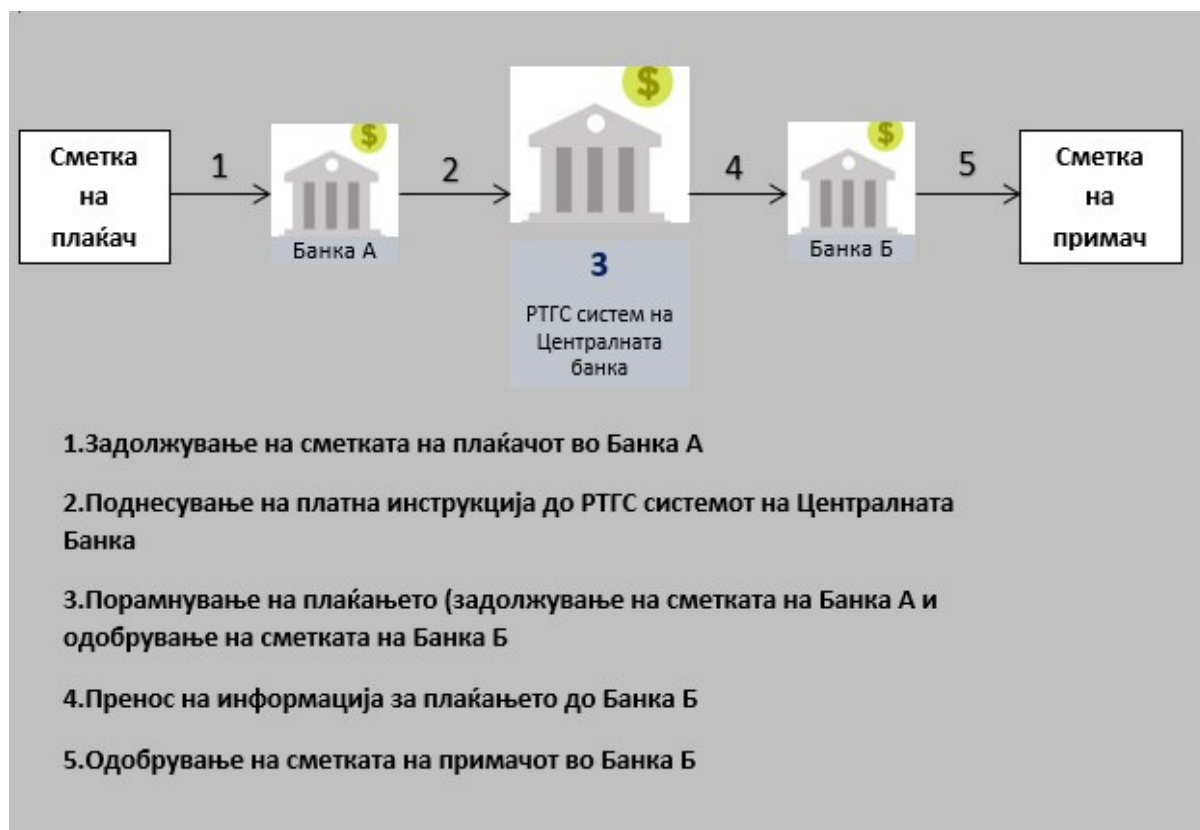 Сметка
на
плаќач
1
$
Банка А
2
$
3
РТГС систем на
Централната
банка
4
$
Банка Б
5
Сметка
на
примач
1.Задолжување на сметката на плаќачот во Банка А
2.Поднесување на платна инструкција до РТГС системот на Централната
Банка
3.Порамнување на плаќањето (задолжување на сметката на Банка А и
одобрување на сметката на Банка Б
4.Пренос на информација за плаќањето до Банка Б
5.Одобрување на сметката на примачот во Банка Б